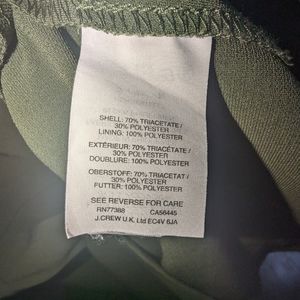 SHELL: 70% TRIACETATE /
30% POLYESTER
LINING: 100% POLYESTER
EXTÉRIEUR: 70% TRIACÉTATE /
30% POLYESTER
DOUBLURE: 100% POLYESTER
OBERSTOFF: 70% TRIACETAT /
30% POLYESTER
FUTTER: 100% POLYESTER
SEE REVERSE FOR CARE
RN77388 CA56445
J.CREW U.K. Ltd EC4V 6JA